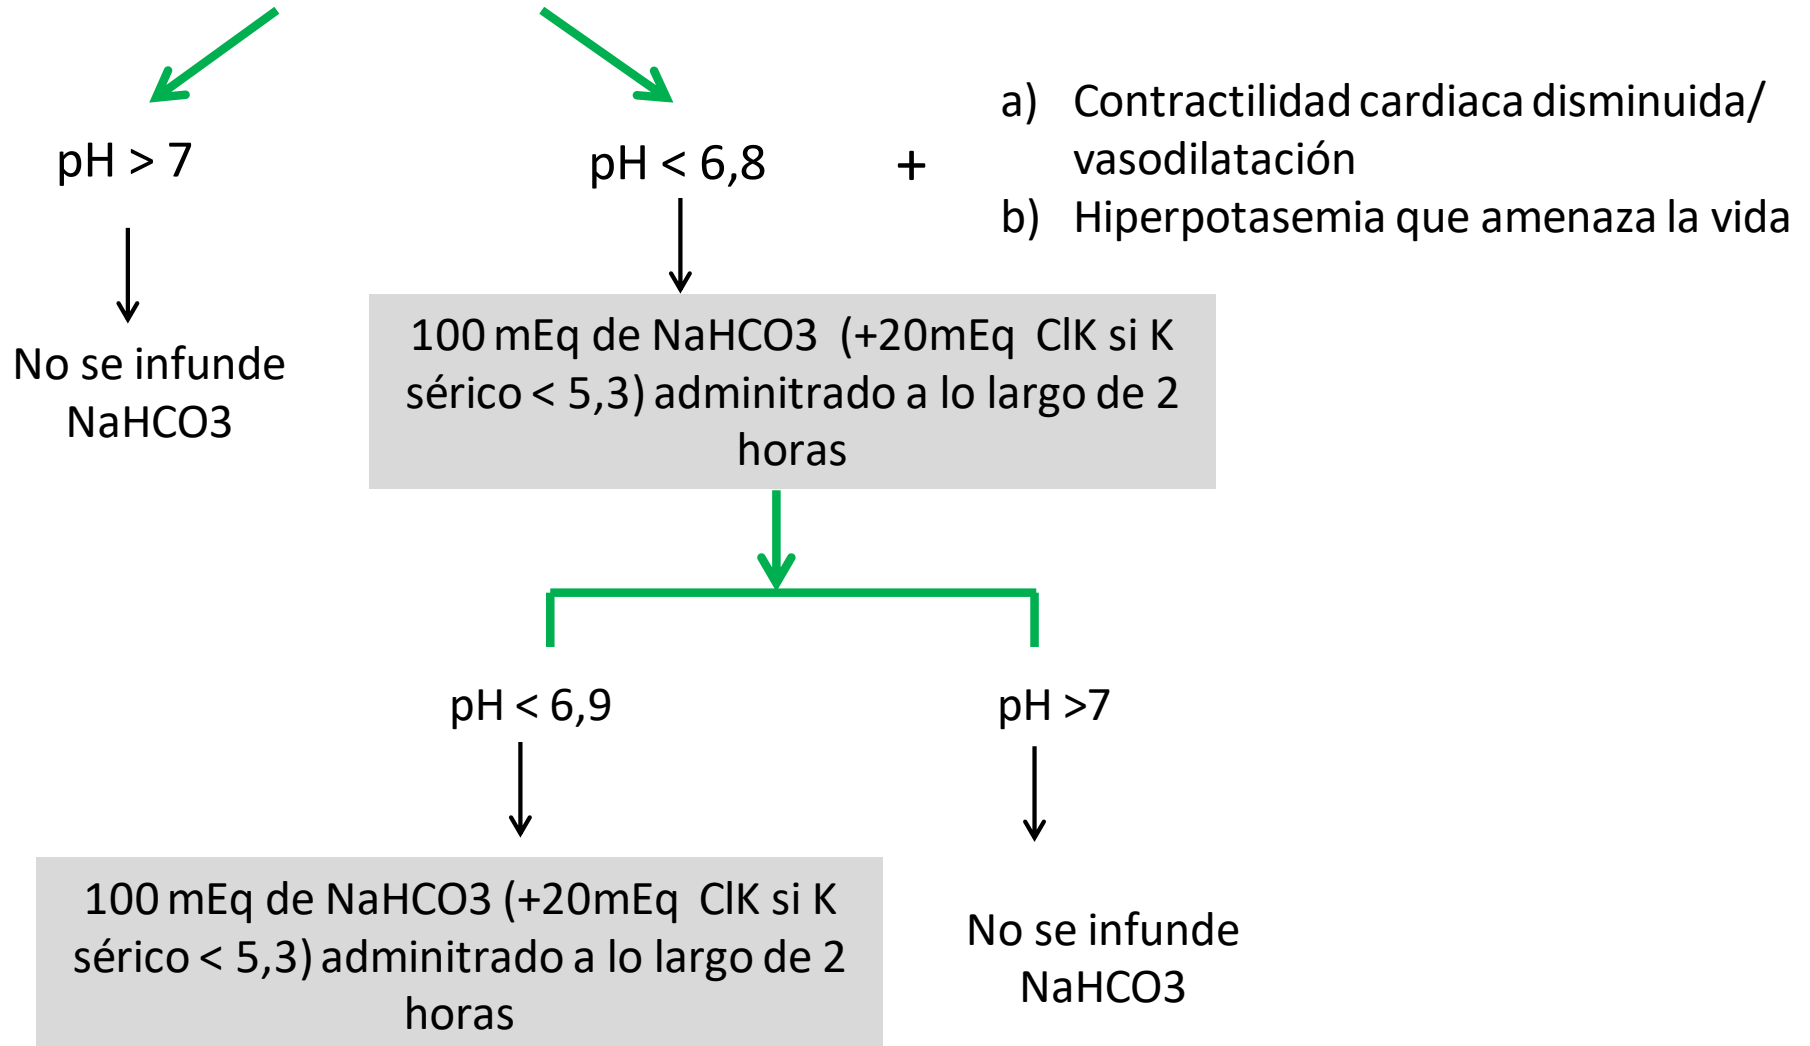 pH > 7
pH < 6,8
+
a) Contractilidad cardiaca disminuida/
vasodilatación
b) Hiperpotasemia que amenaza la vida
No se infunde
NaHCO3
100 mEq de NaHCO3 (+20mEq ClK si K
sérico < 5,3) adminitrado a lo largo de 2
horas
pH < 6,9
pH >7
100 mEq de NaHCO3 (+20mEq ClK si K
sérico < 5,3) adminitrado a lo largo de 2
horas
No se infunde
NaHCO3